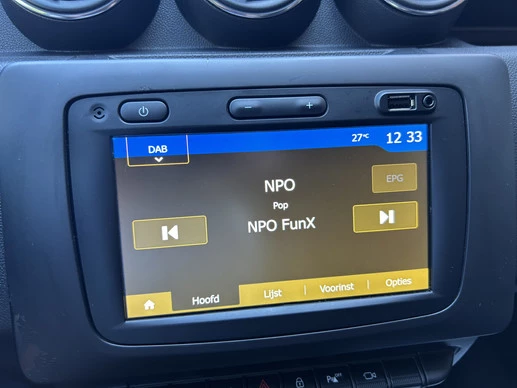 DAB
27°C
12 33
NPO
EPG
Pop
NPO FunX
Hoofd
Lijst
Voorinst
Opties